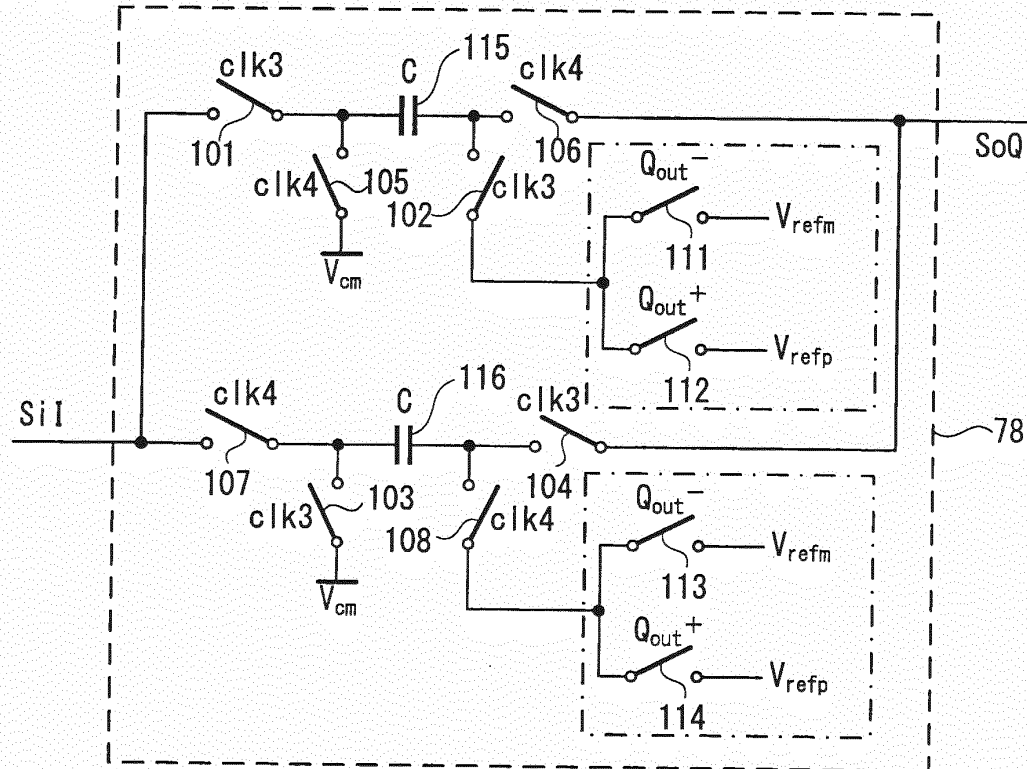 115
clk3
C
clk4
101
106
SoQ
clk4
105
102
clk3
Qout-
Vrefm
111
Vcm
Qout+
Vrefp
112
116
SiI
clk4
C
clk3
78
107
103
104
clk3
108
clk4
Qout-
Vrefm
113
Vcm
Qout+
Vrefp
114